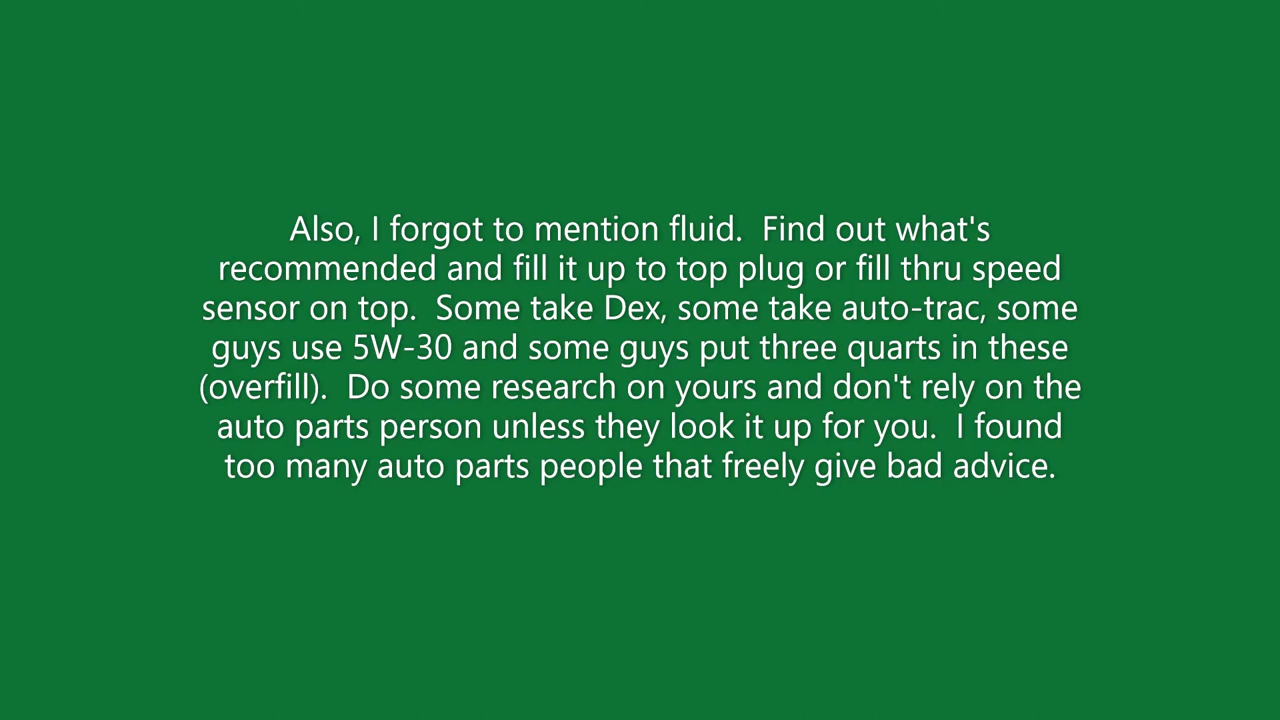 Also, I forgot to mention fluid.  Find out what's
recommended and fill it up to top plug or fill thru speed
sensor on top.  Some take Dex, some take auto-trac, some
guys use 5W-30 and some guys put three quarts in these
(overfill).  Do some research on yours and don't rely on the
auto parts person unless they look it up for you.  I found
too many auto parts people that freely give bad advice.